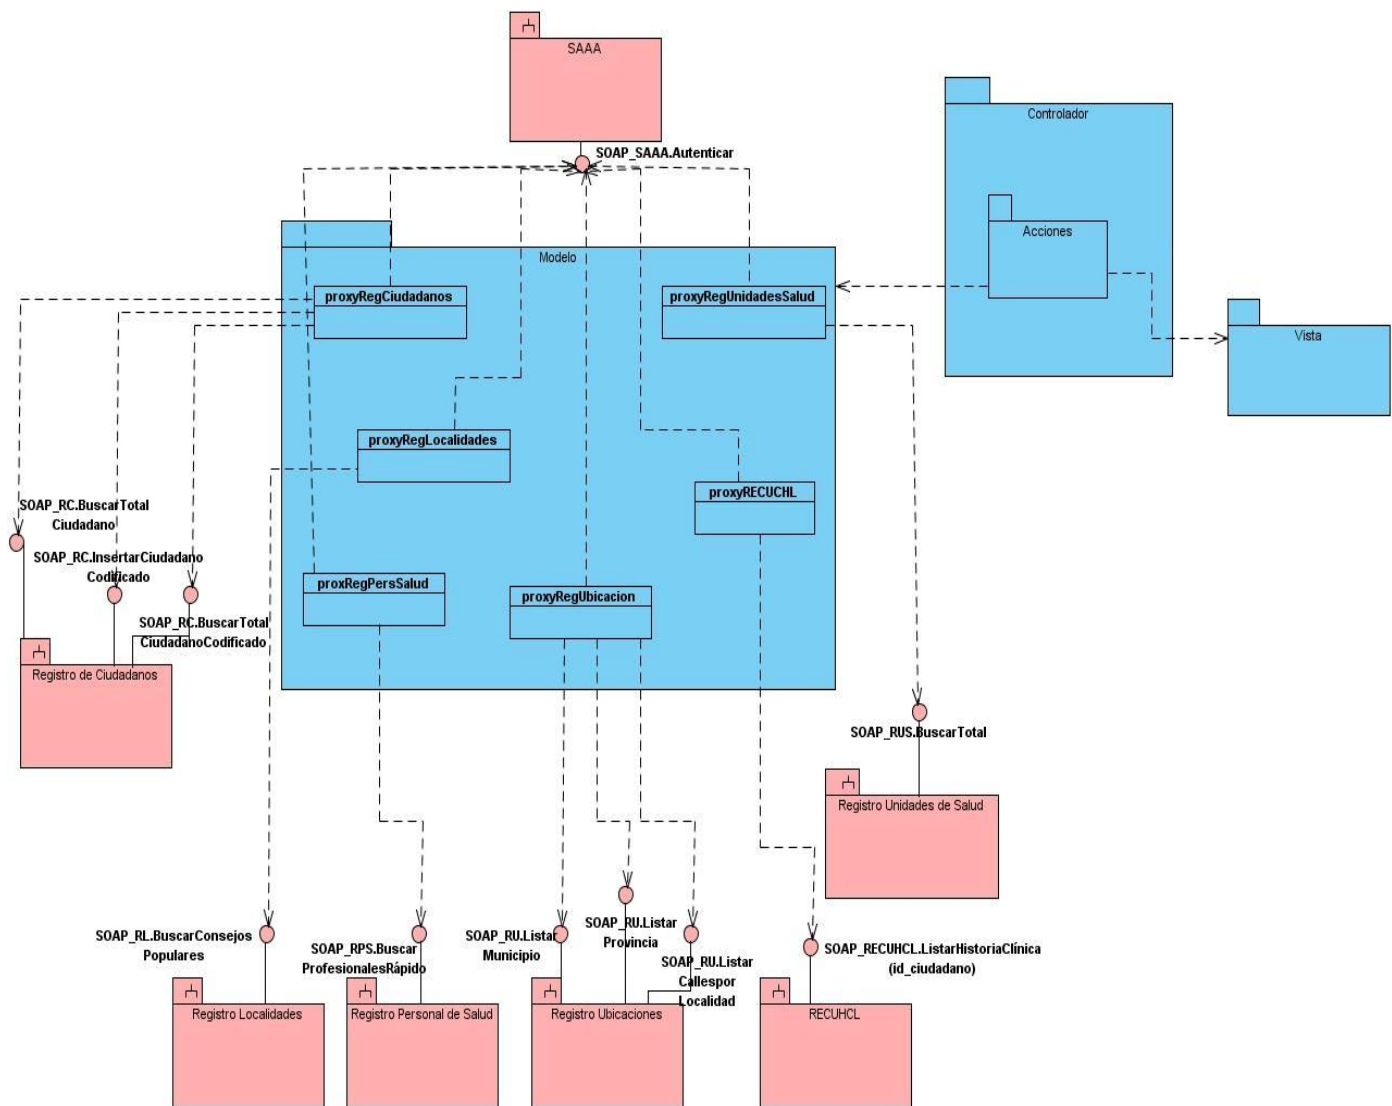 SAAA
SOAP_SAAA.Autenticar
Controlador
Acciones
Modelo
proxyRegCiudadanos
proxyRegUnidadesSalud
Vista
proxyRegLocalidades
proxyRECUCHL
SOAP_RC.BuscarTotal
Ciudadano
SOAP_RC.InsertarCiudadano
Codificado
proxRegPersSalud
proxyRegUbicacion
SOAP_RC.BuscarTotal
CiudadanoCodificado
Registro de Ciudadanos
SOAP_RUS.BuscarTotal
Registro Unidades de Salud
SOAP_RL.BuscarConsejos
Populares
SOAP_RPS.Buscar
ProfesionalesRápido
SOAP_RU.Listar
Municipio
SOAP_RU.Listar
Provincia
SOAP_RU.Listar
Callespor
Localidad
SOAP_RECUHCL.ListarHistoriaClínica
(id_ciudadano)
Registro Localidades
Registro Personal de Salud
Registro Ubicaciones
RECUHCL